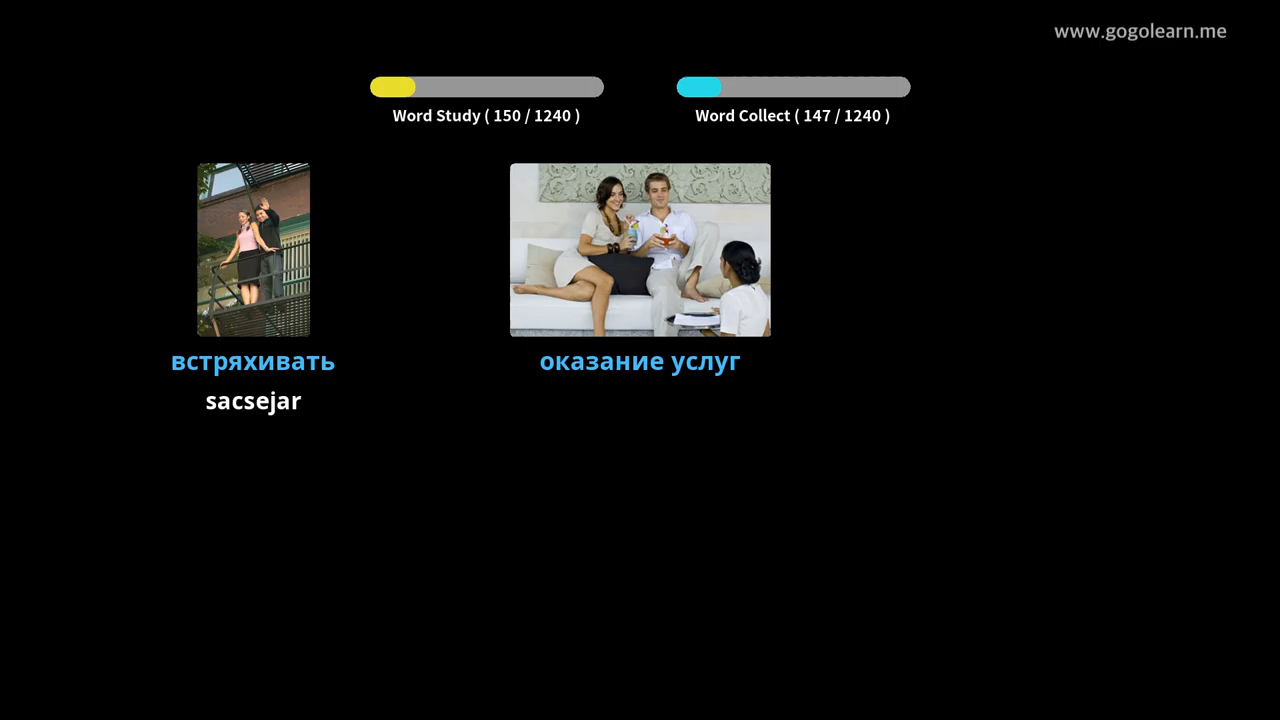 www.gogolearn.me
Word Study ( 150 / 1240 )
Word Collect ( 147 / 1240 )
встряхивать
оказание услуг
sacsejar